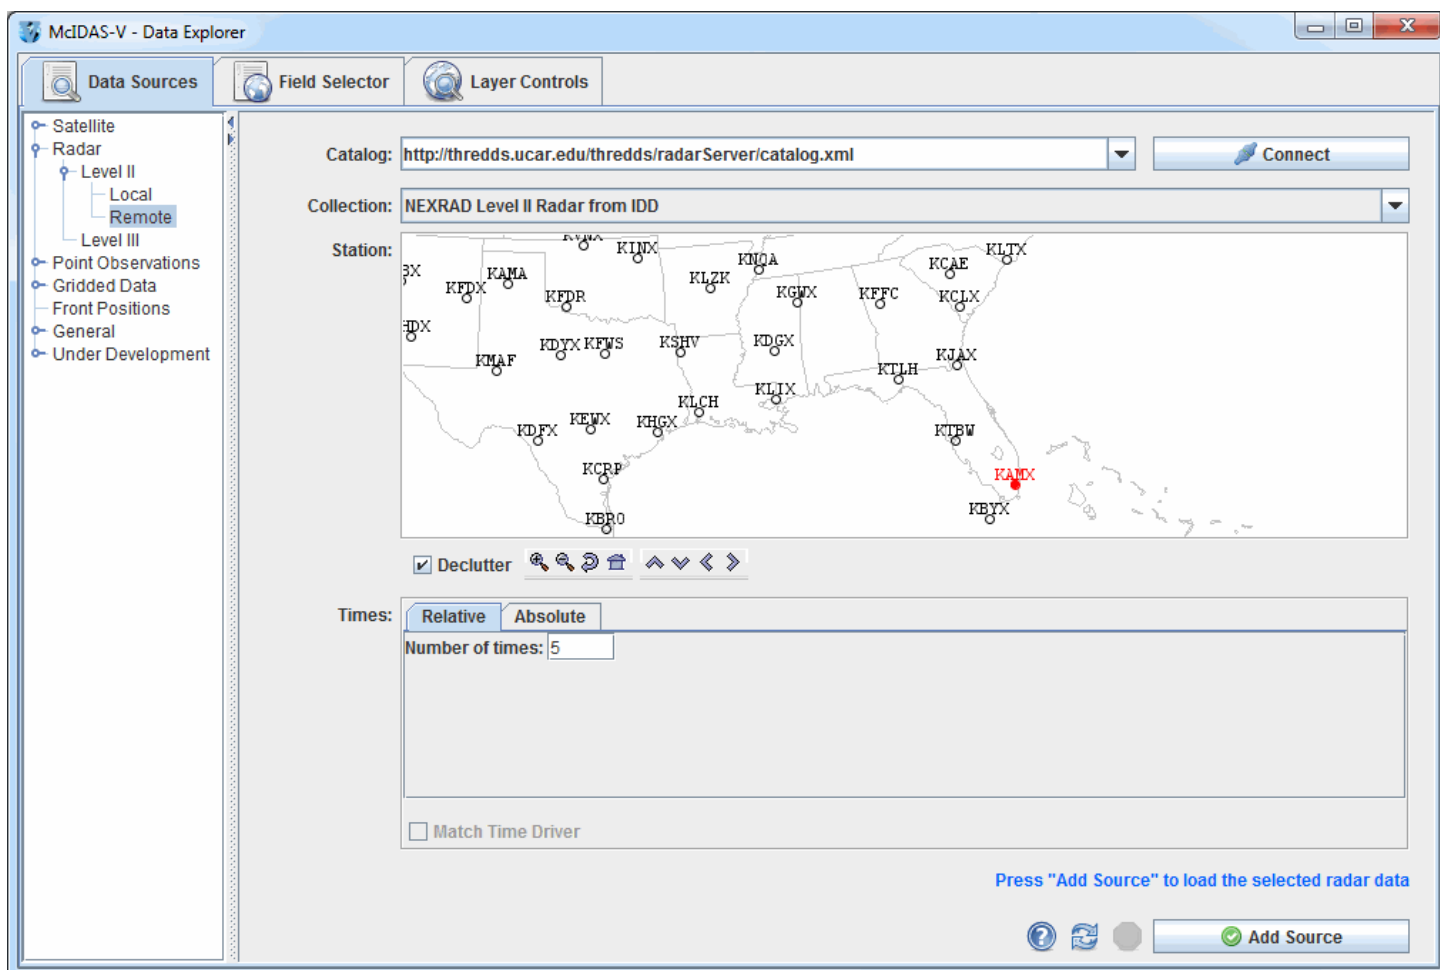 McIDAS-V - Data Explorer
Data Sources
Field Selector
Layer Controls
Satellite
Radar
Level II
Local
Remote
Level III
Point Observations
Gridded Data
Front Positions
General
Under Development
Catalog: http://thredds.ucar.edu/thredds/radarServer/catalog.xml
Connect
Collection: NEXRAD Level II Radar from IDD
Station:
KINX
KNQA
KLTX
KCAE
KAMA
KLZK
KFDX
KFDR
KGWX
KFFC
KCLX
HDX
KDYX
KFWS
KSHV
KDGX
KJAX
KMAF
KTLH
KLIX
KLCH
KEWX
KHGX
KDFX
KTBW
KCRP
KAMX
KBRO
KBYX
Declutter
Times:
Relative
Absolute
Number of times: 5
Match Time Driver
Press "Add Source" to load the selected radar data
Add Source